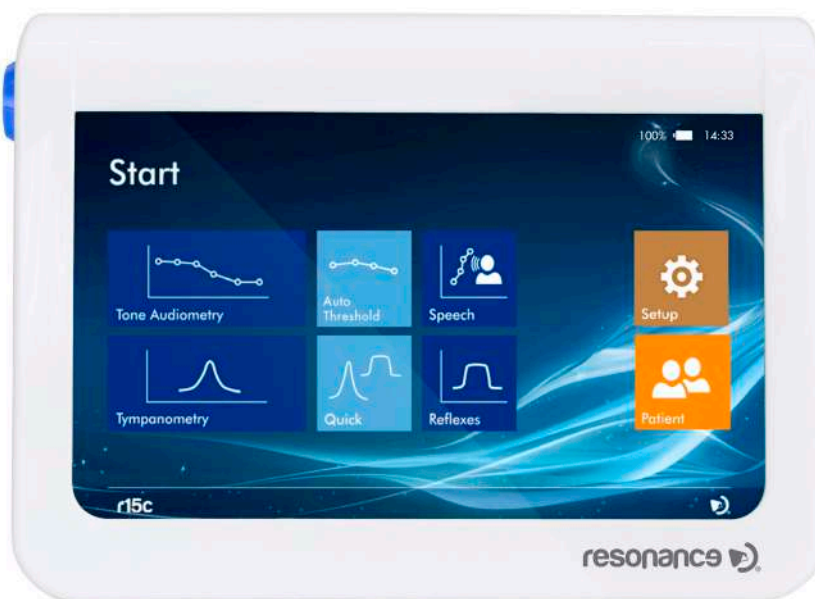 100% 14:33
Start
Tone Audiometry
Auto
Threshold
Speech
Setup
Tympanometry
Quick
Reflexes
Patient
r15c
resonance